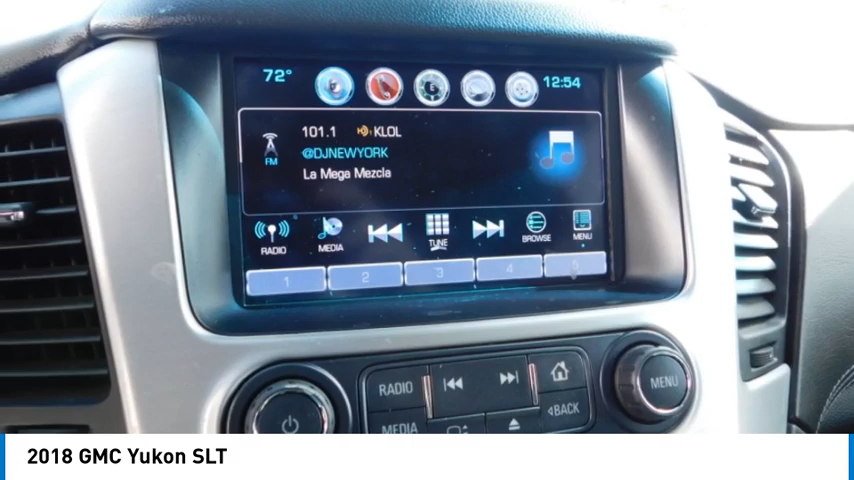 72° 12:54
101.1 HD) KLOL
FM @DJNEWYORK
La Mega Mezcla
RADIO MEDIA TUNE BROWSE MENU
1 2 3 4 5
RADIO MENU
MEDIA BACK
2018 GMC Yukon SLT